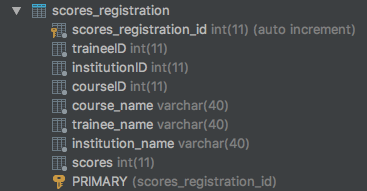 scores_registration
scores_registration_id int(11) (auto increment)
traineeID int(11)
institutionID int(11)
courseID int(11)
course_name varchar(40)
trainee_name varchar(40)
institution_name varchar(40)
scores int(11)
PRIMARY (scores_registration_id)